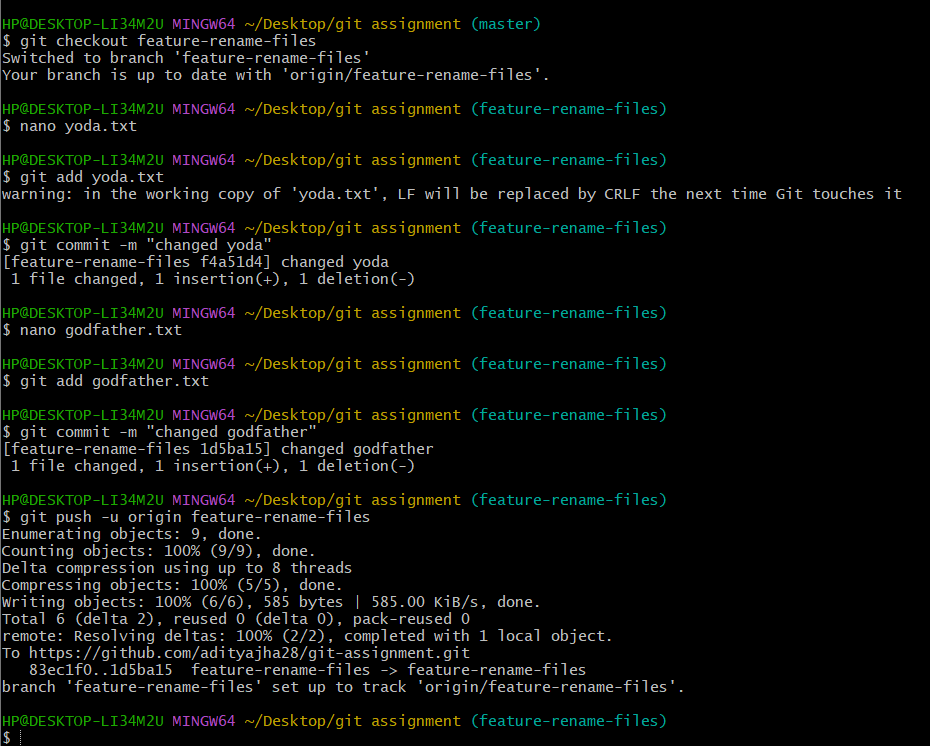 HP@DESKTOP-LI34M2U MINGW64 ~/Desktop/git assignment (master)
$ git checkout feature-rename-files
Switched to branch 'feature-rename-files'
Your branch is up to date with 'origin/feature-rename-files'.
HP@DESKTOP-LI34M2U MINGW64 ~/Desktop/git assignment (feature-rename-files)
$ nano yoda.txt
HP@DESKTOP-LI34M2U MINGW64 ~/Desktop/git assignment (feature-rename-files)
$ git add yoda.txt
warning: in the working copy of 'yoda.txt', LF will be replaced by CRLF the next time Git touches it
HP@DESKTOP-LI34M2U MINGW64 ~/Desktop/git assignment (feature-rename-files)
$ git commit -m "changed yoda"
[feature-rename-files f4a51d4] changed yoda
 1 file changed, 1 insertion(+), 1 deletion(-)
HP@DESKTOP-LI34M2U MINGW64 ~/Desktop/git assignment (feature-rename-files)
$ nano godfather.txt
HP@DESKTOP-LI34M2U MINGW64 ~/Desktop/git assignment (feature-rename-files)
$ git add godfather.txt
HP@DESKTOP-LI34M2U MINGW64 ~/Desktop/git assignment (feature-rename-files)
$ git commit -m "changed godfather"
[feature-rename-files 1d5ba15] changed godfather
 1 file changed, 1 insertion(+), 1 deletion(-)
HP@DESKTOP-LI34M2U MINGW64 ~/Desktop/git assignment (feature-rename-files)
$ git push -u origin feature-rename-files
Enumerating objects: 9, done.
Counting objects: 100% (9/9), done.
Delta compression using up to 8 threads
Compressing objects: 100% (5/5), done.
Writing objects: 100% (6/6), 585 bytes | 585.00 KiB/s, done.
Total 6 (delta 2), reused 0 (delta 0), pack-reused 0
remote: Resolving deltas: 100% (2/2), completed with 1 local object.
To https://github.com/adityajha28/git-assignment.git
   83ec1f0..1d5ba15  feature-rename-files -> feature-rename-files
branch 'feature-rename-files' set up to track 'origin/feature-rename-files'.
HP@DESKTOP-LI34M2U MINGW64 ~/Desktop/git assignment (feature-rename-files)
$